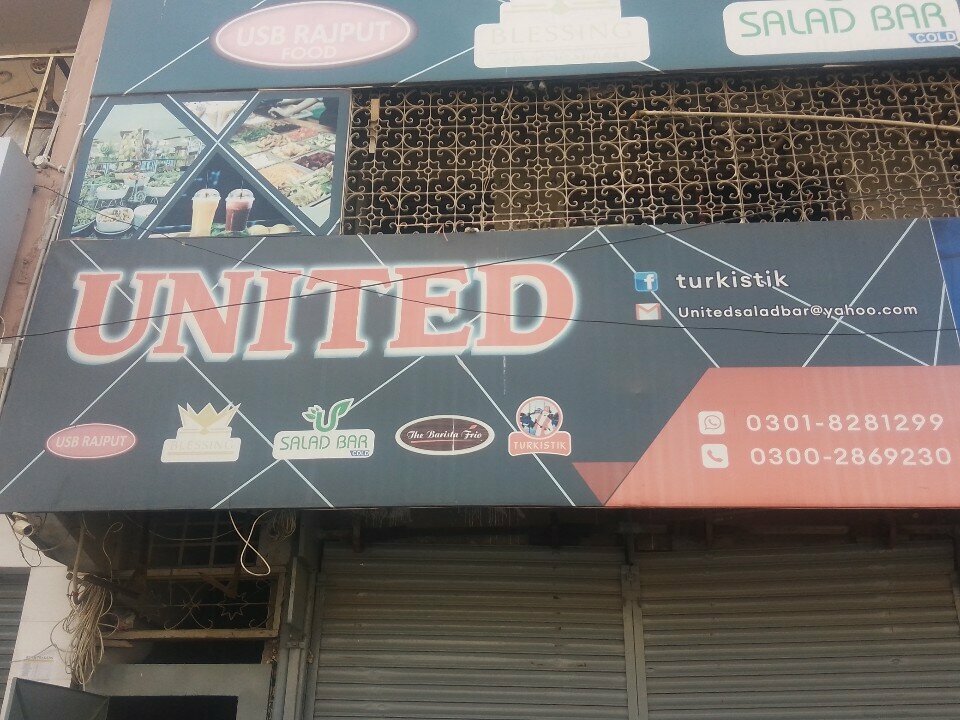 USB RAJPUT
FOOD
BLESSING
SALAD BAR
COLD
UNITED
turkistik
Unitedsaladbar@yahoo.com
USB RAJPUT
BLESSING
SALAD BAR
COLD
The Barista Frio
TURKISTIK
0301-8281299
0300-2869230